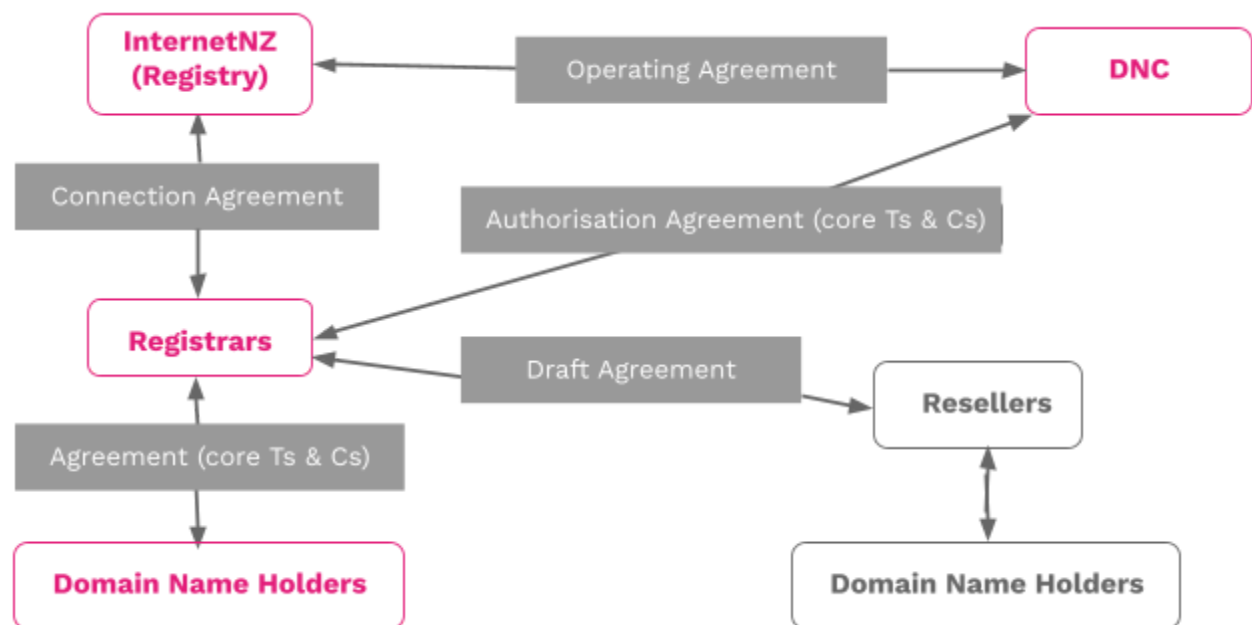 InternetNZ
(Registry)
Operating Agreement
DNC
Connection Agreement
Authorisation Agreement (core Ts & Cs)
Registrars
Draft Agreement
Resellers
Agreement (core Ts & Cs)
Domain Name Holders
Domain Name Holders